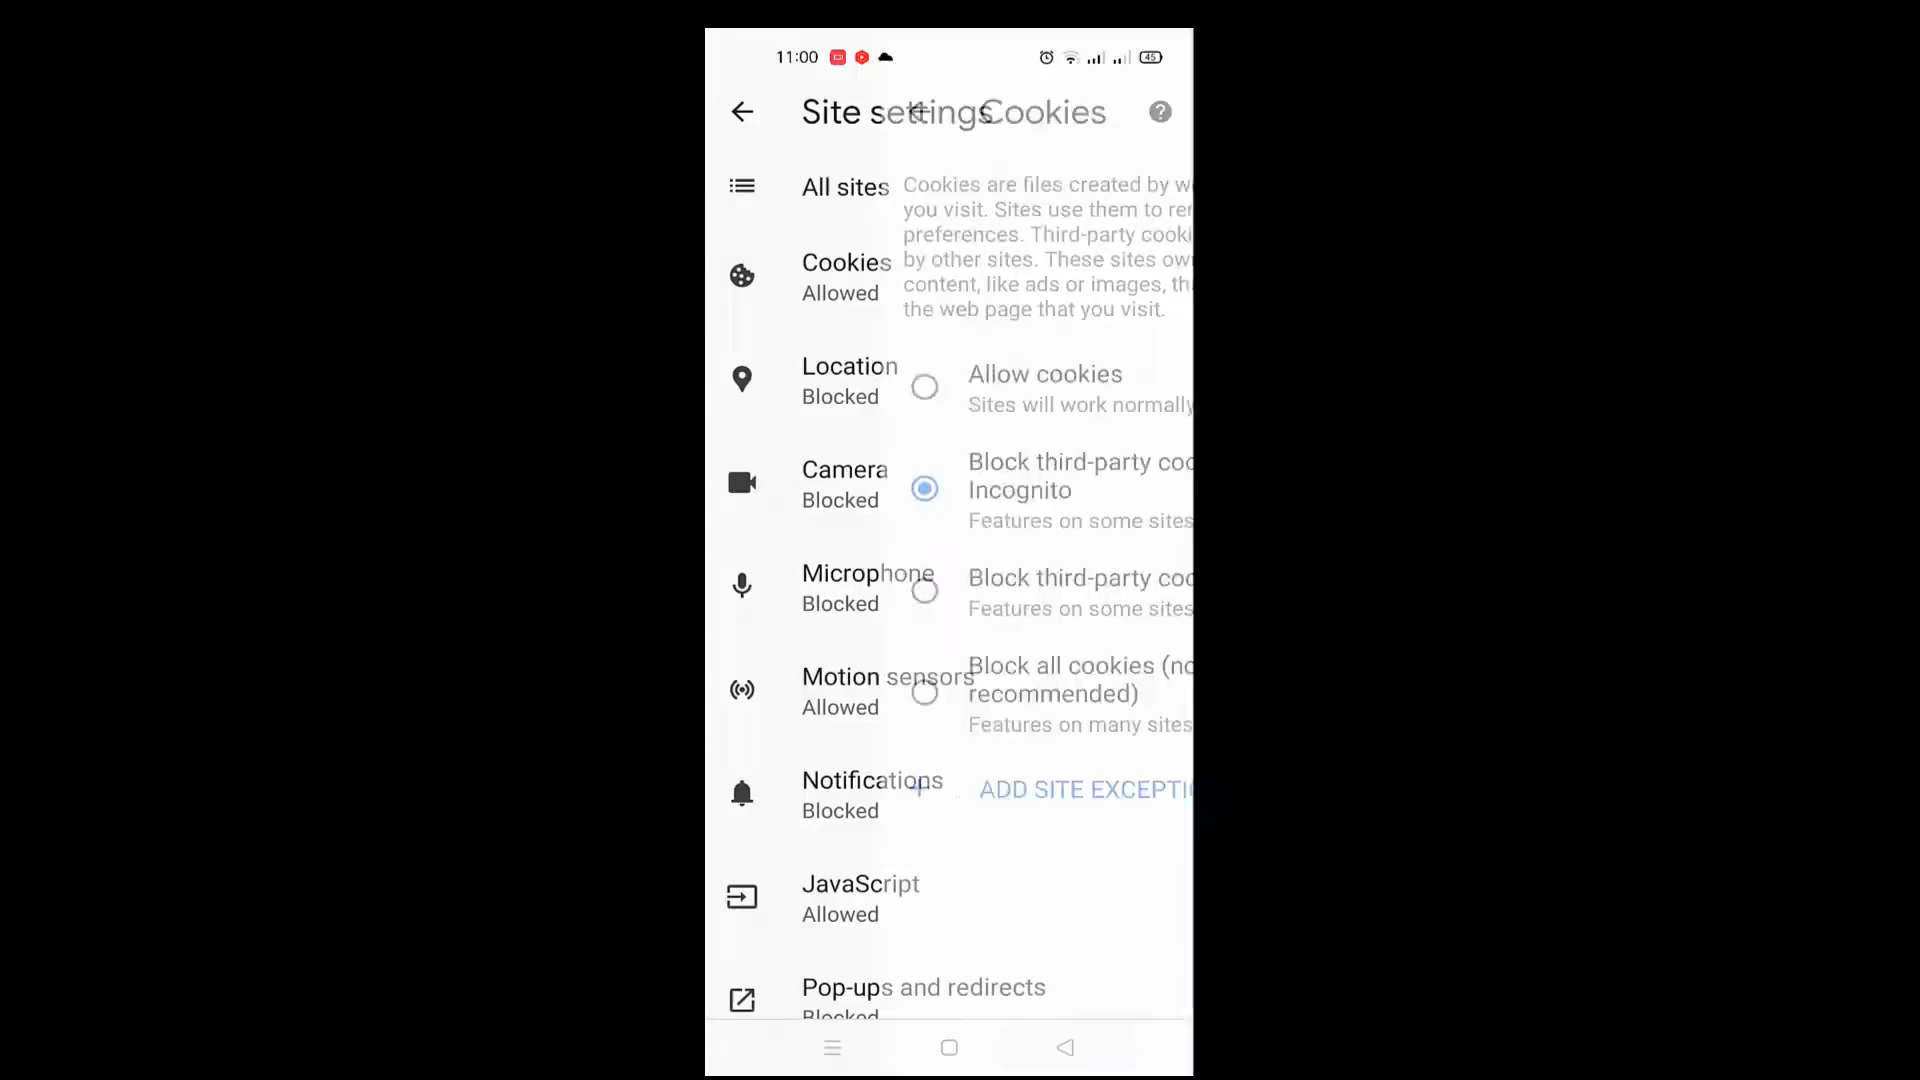 11:00
45
Site settings
Cookies
All sites
Cookies
Allowed
Location
Blocked
Camera
Blocked
Microphone
Blocked
Motion sensors
Allowed
Notifications
Blocked
JavaScript
Allowed
Pop-ups and redirects
Blocked
Cookies are files created by w
you visit. Sites use them to re
preferences. Third-party cooki
by other sites. These sites ow
content, like ads or images, th
the web page that you visit.
Allow cookies
Sites will work normally
Block third-party coo
Incognito
Features on some sites
Block third-party coo
Features on some sites
Block all cookies (no
recommended)
Features on many sites
+ ADD SITE EXCEPTI